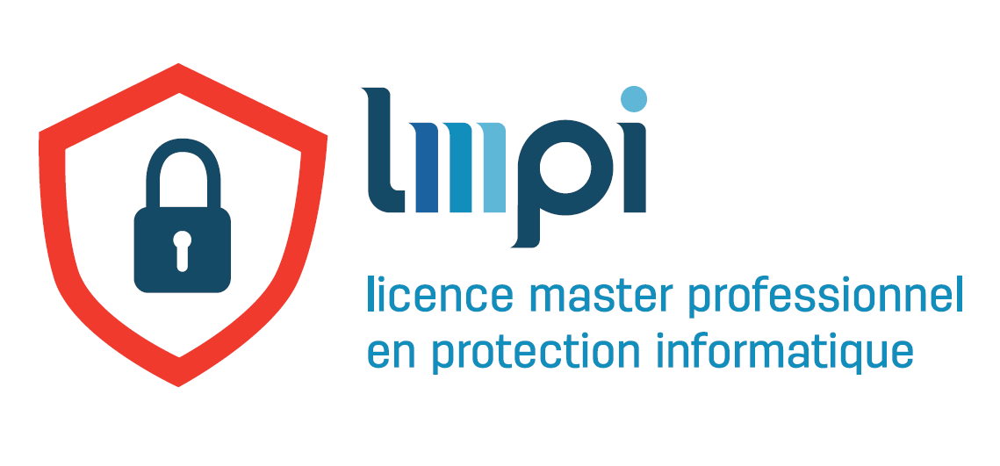 lmpi
licence master professionnel
en protection informatique